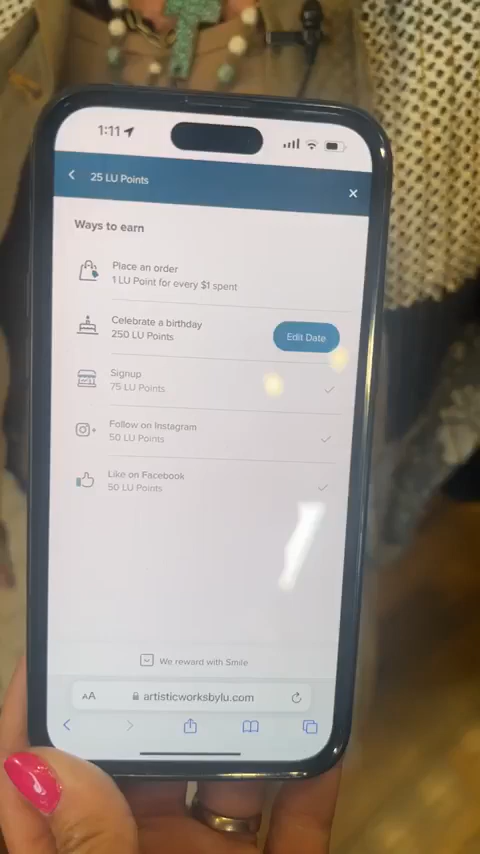 1:11
25 LU Points
Ways to earn
Place an order
1 LU Point for every $1 spent
Celebrate a birthday
250 LU Points
Edit Date
Signup
75 LU Points
Follow on Instagram
50 LU Points
Like on Facebook
50 LU Points
We reward with Smile
AA
artisticworksbylu.com